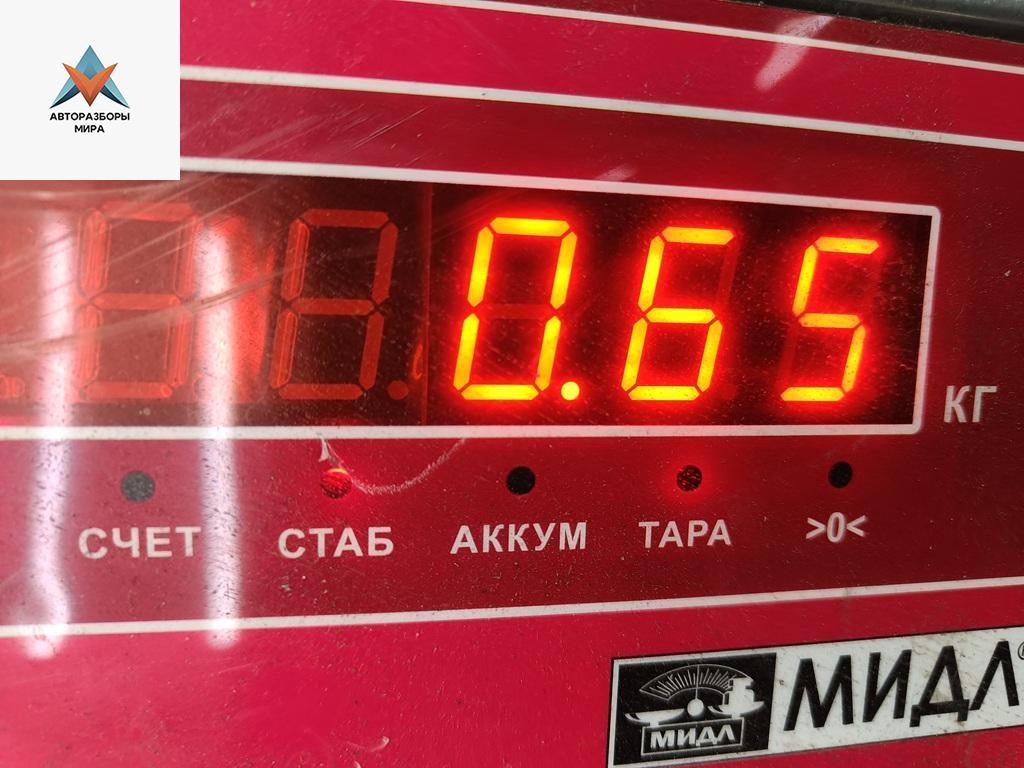 АВТОРАЗБОРЫ
МИРА
0.65
КГ
СЧЕТ СТАБ АККУМ ТАРА >0<
МИДЛ
МИДЛ